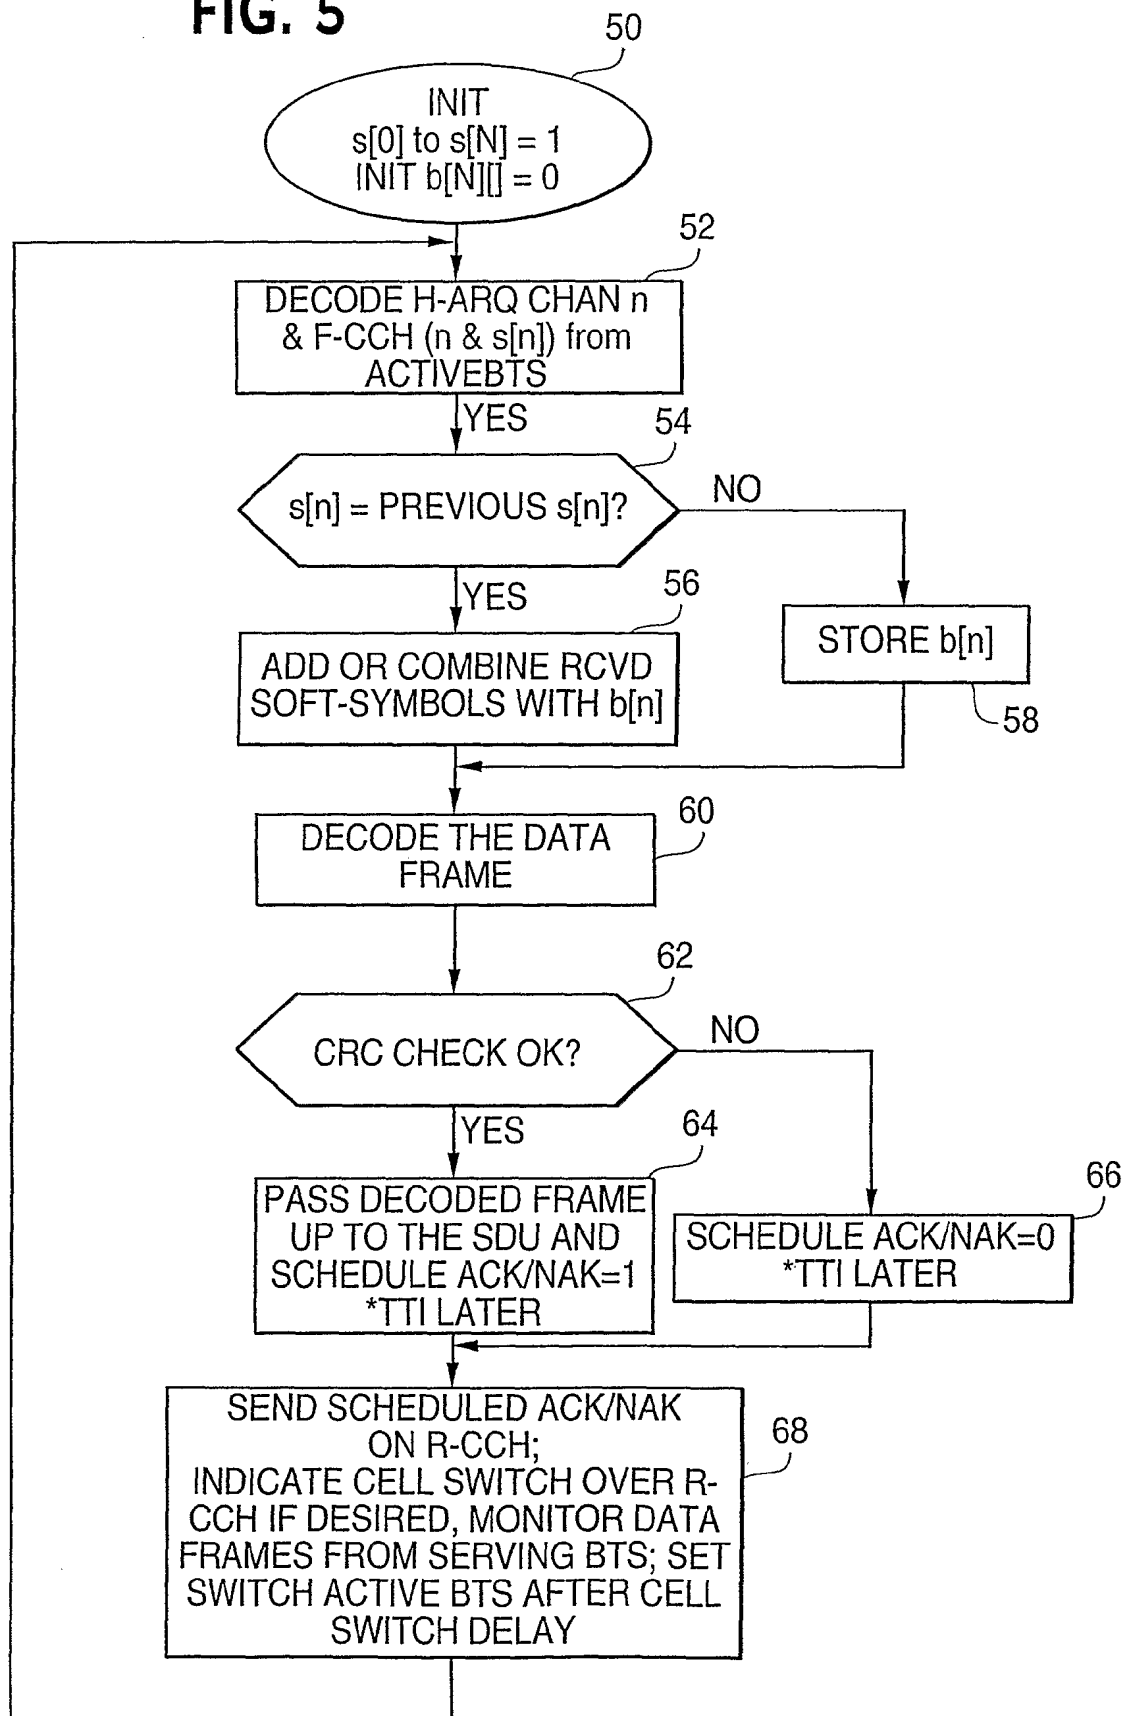 FIG. 5
50
INIT
s[0] to s[N] = 1
INIT b[N][] = 0
52
DECODE H-ARQ CHAN n
& F-CCH (n & s[n]) from
ACTIVEBTS
YES
54
s[n] = PREVIOUS s[n]?
NO
YES
56
ADD OR COMBINE RCVD
SOFT-SYMBOLS WITH b[n]
STORE b[n]
58
60
DECODE THE DATA
FRAME
62
CRC CHECK OK?
NO
YES
64
PASS DECODED FRAME
UP TO THE SDU AND
SCHEDULE ACK/NAK=1
*TTI LATER
66
SCHEDULE ACK/NAK=0
*TTI LATER
68
SEND SCHEDULED ACK/NAK
ON R-CCH;
INDICATE CELL SWITCH OVER R-
CCH IF DESIRED, MONITOR DATA
FRAMES FROM SERVING BTS; SET
SWITCH ACTIVE BTS AFTER CELL
SWITCH DELAY